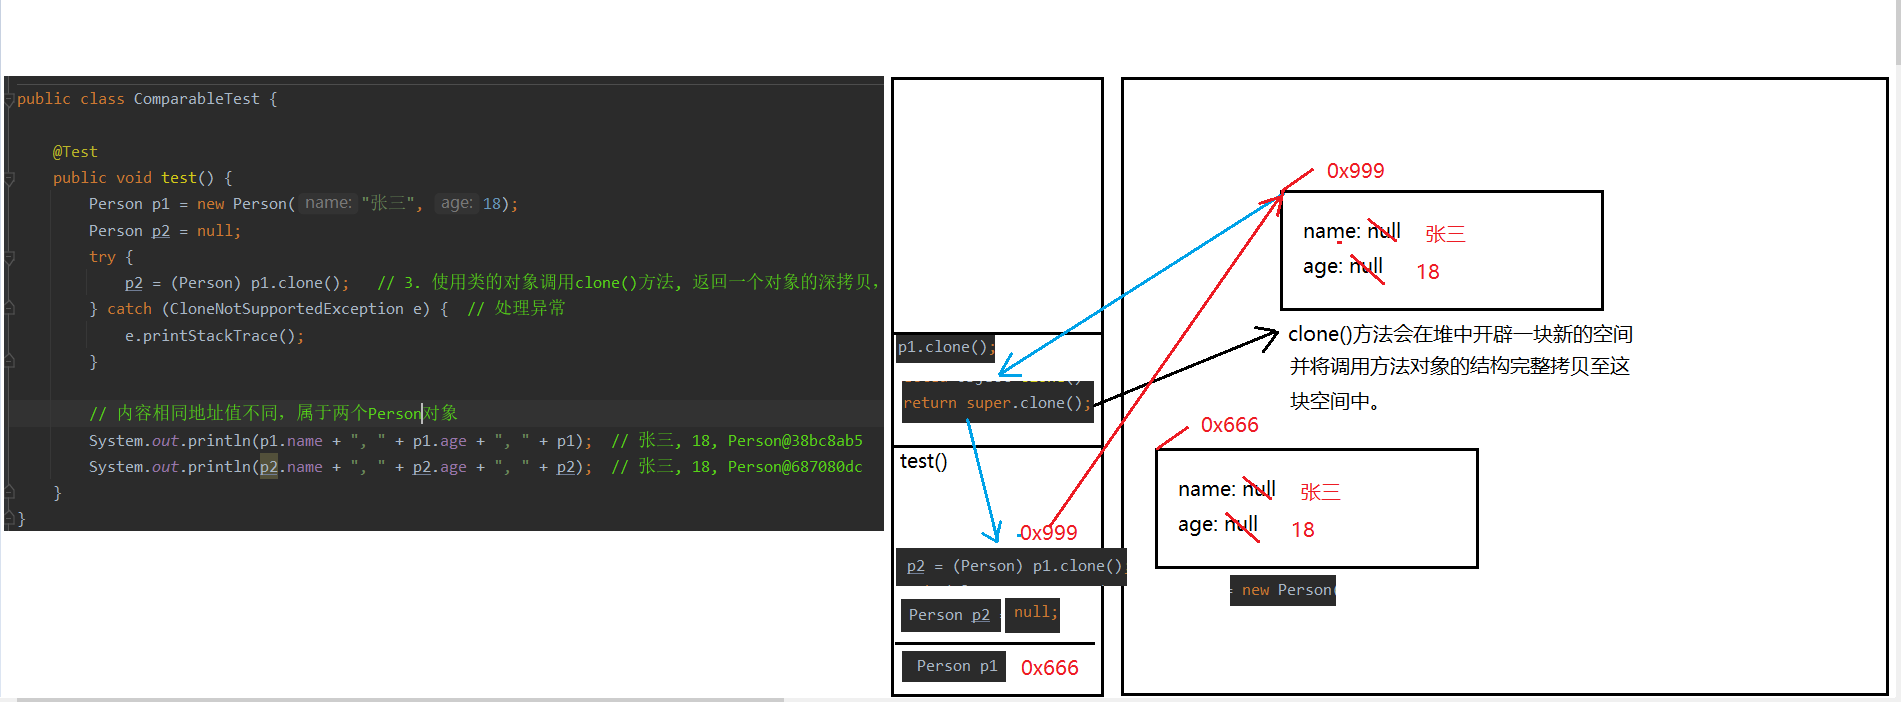 public class ComparableTest {
@Test
public void test() {
Person p1 = new Person( name: "张三", age: 18);
Person p2 = null;
try {
p2 = (Person) p1.clone(); // 3. 使用类的对象调用clone()方法, 返回一个对象的深拷贝,
} catch (CloneNotSupportedException e) { // 处理异常
e.printStackTrace();
}
// 内容相同地址值不同, 属于两个Person对象
System.out.println(p1.name + ", " + p1.age + ", " + p1); // 张三, 18, Person@38bc8ab5
System.out.println(p2.name + ", " + p2.age + ", " + p2); // 张三, 18, Person@687080dc
}
}
p1.clone();
return super.clone();
test()
0x999
p2 = (Person) p1.clone()
Person p2
null;
Person p1
0x666
0x999
name: null 张三
age: null 18
clone()方法会在堆中开辟一块新的空间
并将调用方法对象的结构完整拷贝至这
块空间中。
0x666
name: null 张三
age: null 18
= new Person(